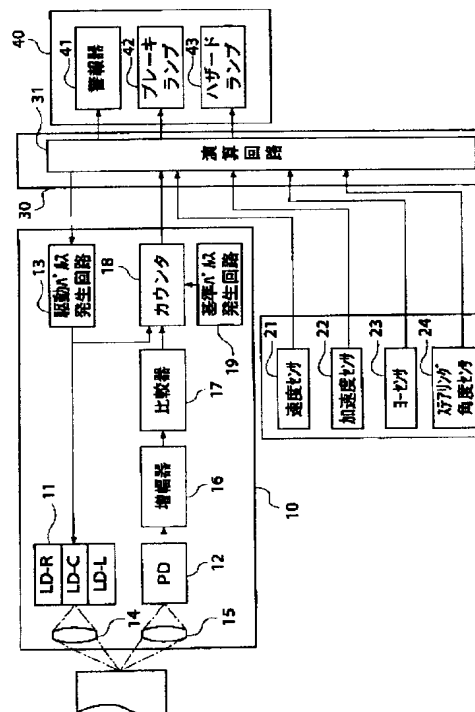 11
LD-R
LD-C
LD-L
13
駆動パルス
発生回路
14
15
12
PD
16
増幅器
17
比較器
18
カウンタ
19
基準パルス
発生回路
10
30
31
演算回路
40
41
警報器
42
ブレーキ
ランプ
43
ハザード
ランプ
21
速度センサ
22
加速度センサ
23
ヨーセンサ
24
ステアリング
角度センサ